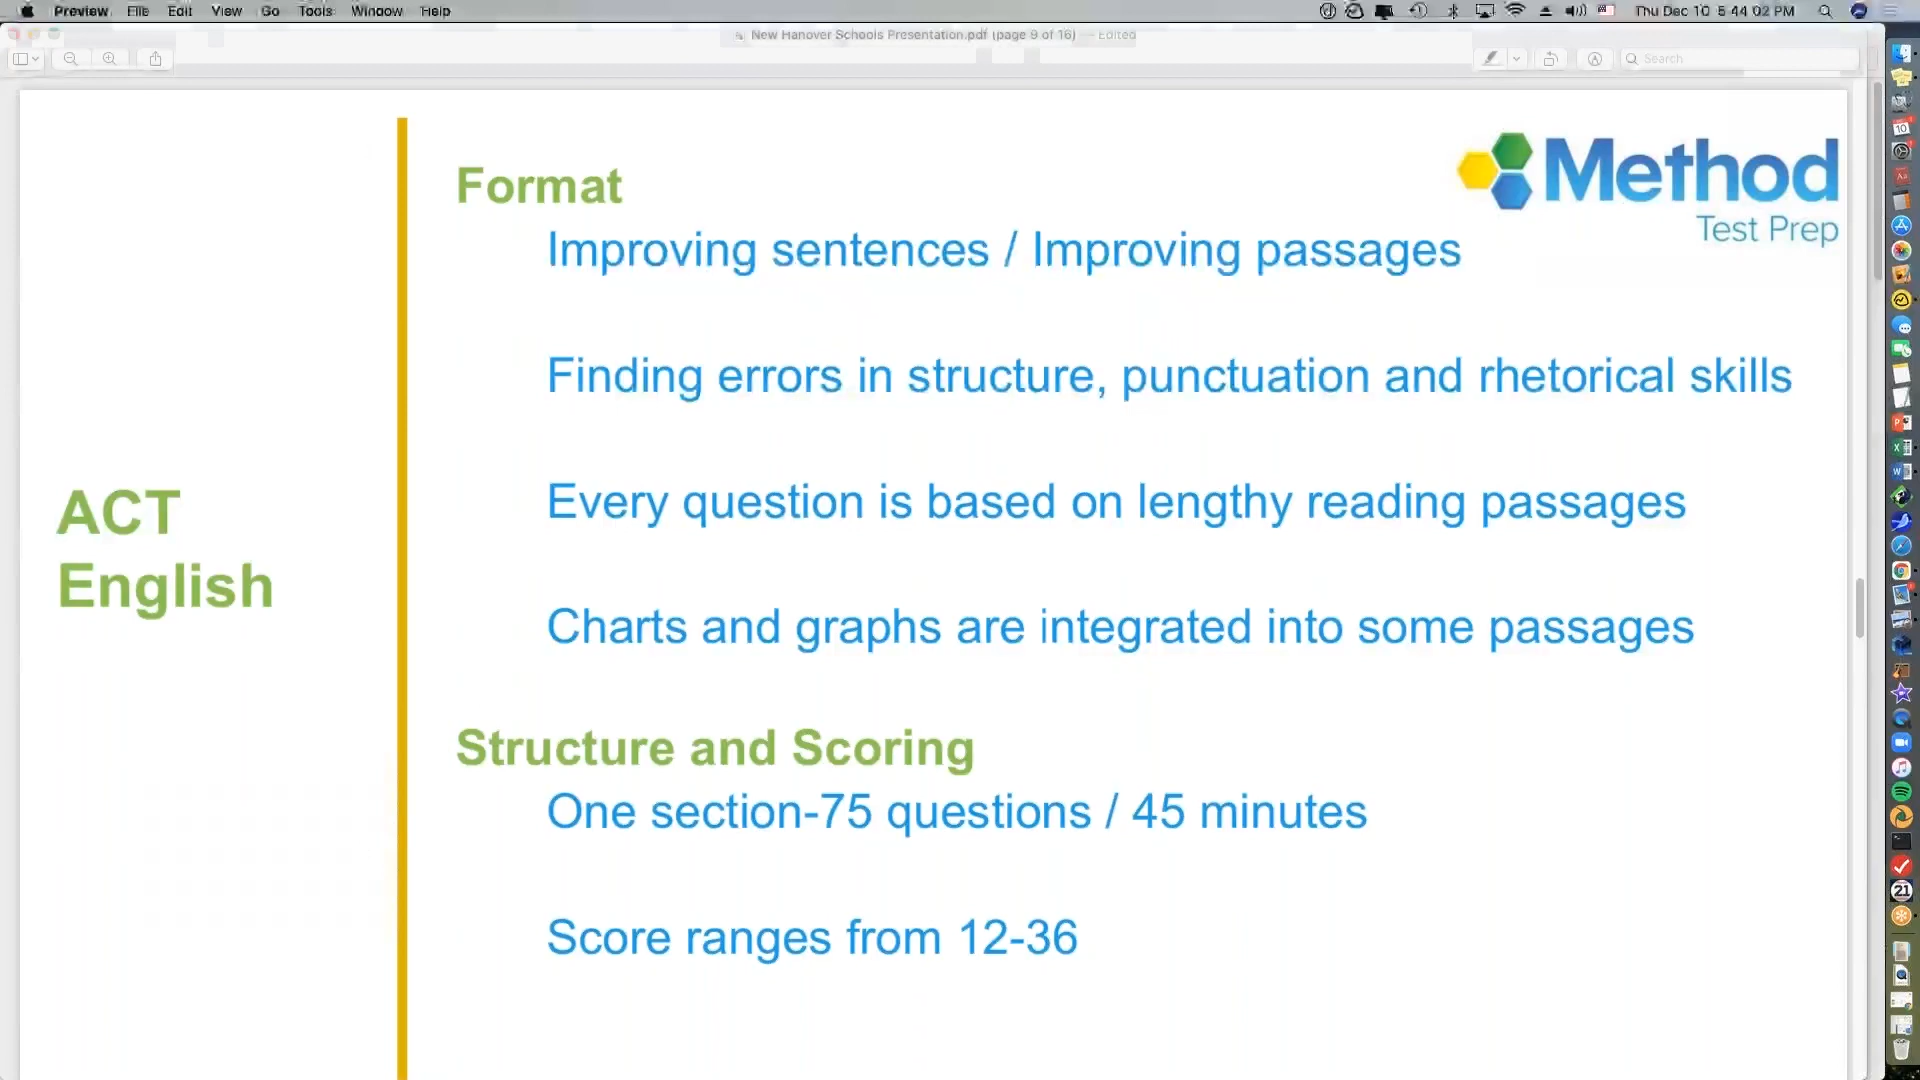 Preview File Edit View Go Tools Window Help Thu Dec 10 5 44 02 PM
New Hanover Schools Presentation.pdf (page 9 of 16) — Edited
Search
Method
Test Prep
Format
Improving sentences / Improving passages
Finding errors in structure, punctuation and rhetorical skills
Every question is based on lengthy reading passages
ACT
English
Charts and graphs are integrated into some passages
Structure and Scoring
One section-75 questions / 45 minutes
Score ranges from 12-36
10
21